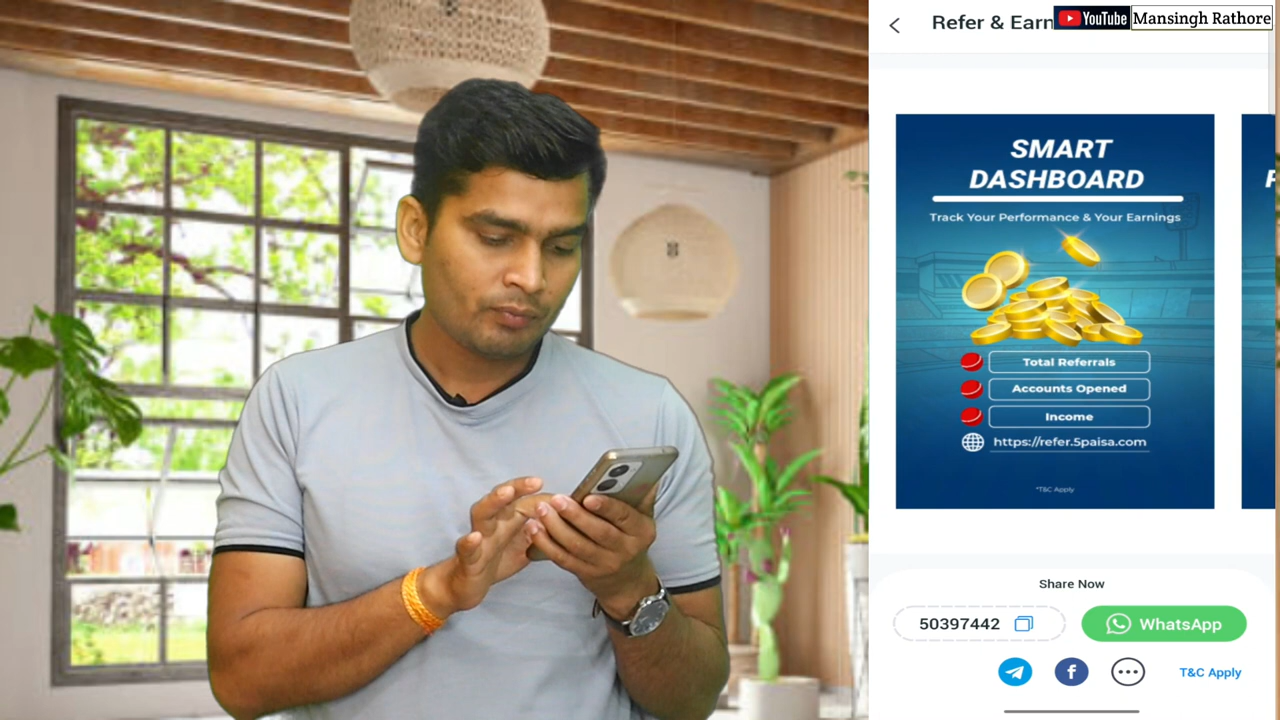 Refer & Earn
YouTube Mansingh Rathore
SMART
DASHBOARD
Track Your Performance & Your Earnings
Total Referrals
Accounts Opened
Income
https://refer.5paisa.com
*T&C Apply
Share Now
50397442
WhatsApp
T&C Apply